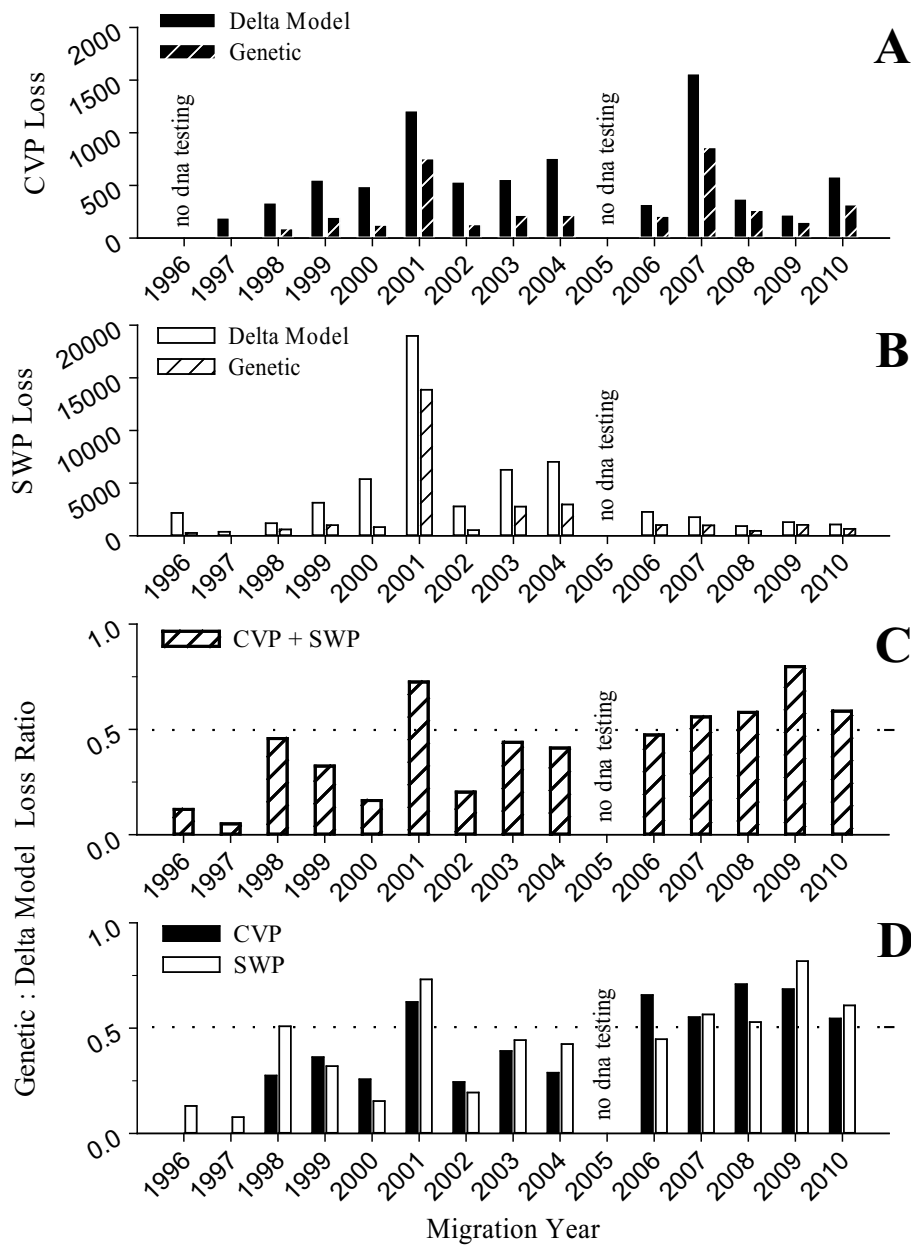 Delta Model
Genetic
A
CVP Loss
2000
1500
1000
500
0
no dna testing
no dna testing
1996 1997 1998 1999 2000 2001 2002 2003 2004 2005 2006 2007 2008 2009 2010
Delta Model
Genetic
B
SWP Loss
20000
15000
10000
5000
0
no dna testing
1996 1997 1998 1999 2000 2001 2002 2003 2004 2005 2006 2007 2008 2009 2010
CVP + SWP
C
Genetic : Delta Model Loss Ratio
1.0
0.5
0.0
no dna testing
1996 1997 1998 1999 2000 2001 2002 2003 2004 2005 2006 2007 2008 2009 2010
CVP
SWP
D
1.0
0.5
0.0
no dna testing
1996 1997 1998 1999 2000 2001 2002 2003 2004 2005 2006 2007 2008 2009 2010
Migration Year